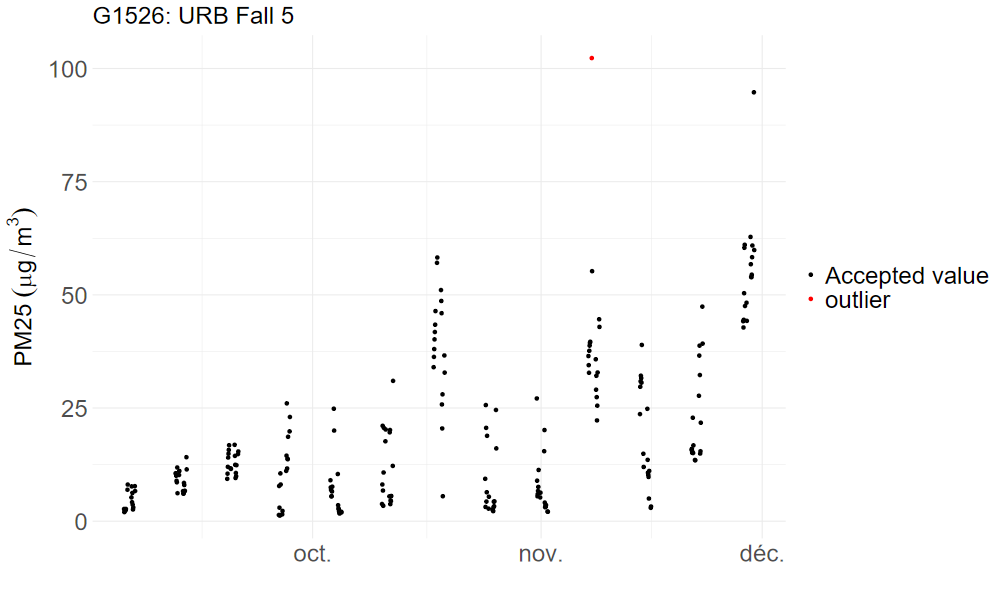 G1526: URB Fall 5
100
75
50
25
0
PM25 (μg/m³)
oct.
nov.
déc.
Accepted value
outlier